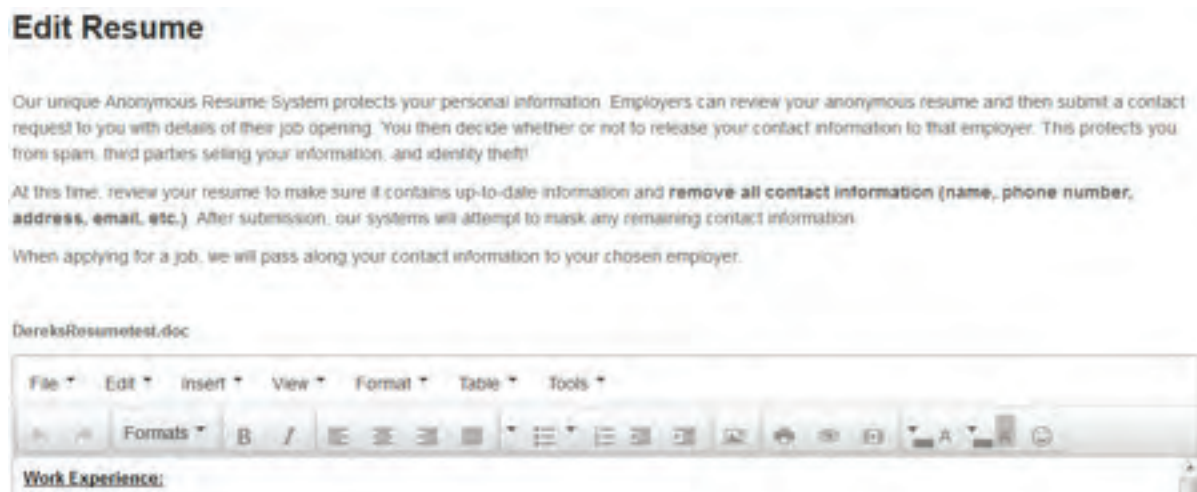 Edit Resume
Our unique Anonymous Resume System protects your personal information. Employers can review your anonymous resume and then submit a contact
request to you with details of their job opening. You then decide whether or not to release your contact information to that employer. This protects you
from spam, third parties selling your information, and identity theft!
At this time, review your resume to make sure it contains up-to-date information and remove all contact information (name, phone number,
address, email, etc.). After submission, our systems will attempt to mask any remaining contact information.
When applying for a job, we will pass along your contact information to your chosen employer.
DereksResumetest.doc
File Edit Insert View Format Table Tools
Formats B I A A
Work Experience: